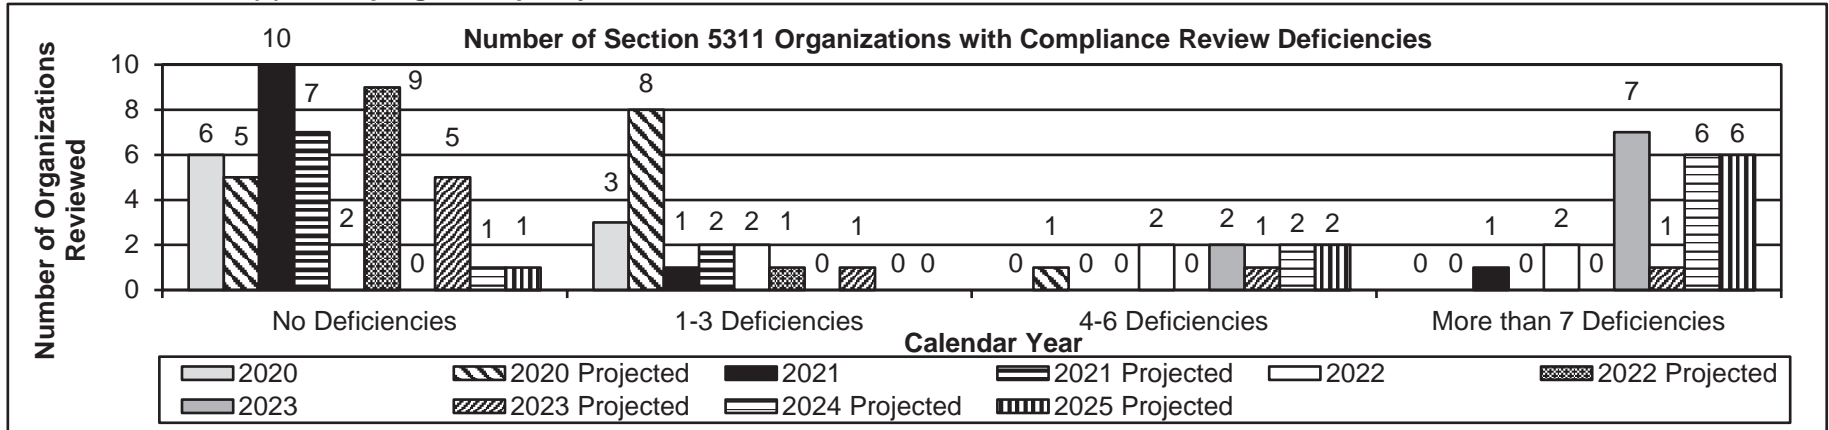 Number of Section 5311 Organizations with Compliance Review Deficiencies
Number of Organizations
Reviewed
10
8
6
4
2
0
6 5 10 7 2 9 0 5 1 1
3 8 1 2 2 1 0 1 0 0
0 1 0 0 2 0 2 1 2 2
0 0 1 0 2 0 7 1 6 6
No Deficiencies 1-3 Deficiencies 4-6 Deficiencies More than 7 Deficiencies
Calendar Year
2020 2020 Projected 2021 2021 Projected 2022 2022 Projected
2023 2023 Projected 2024 Projected 2025 Projected